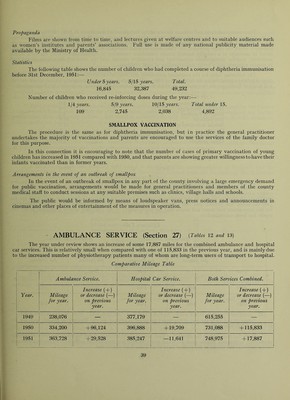 Propaganda
Films are shown from time to time, and lectures given at welfare centres and to suitable audiences such
as women's institutes and parents' associations. Full use is made of any national publicity material made
available by the Ministry of Health.
Statistics
The following table shows the number of children who had completed a course of diphtheria immunisation
before 31st December, 1951:—
Under 5 years. 5/15 years. Total.
16,845 32,387 49,232
Number of children who received re-inforcing doses during the year—
1/4 years. 5/9 years. 10/15 years. Total under 15.
109 2,745 2,038 4,892
SMALLPOX VACCINATION
The procedure is the same as for diphtheria immunisation, but in practice the general practitioner
undertakes the majority of vaccinations and parents are encouraged to use the services of the family doctor
for this purpose.
In this connection it is encouraging to note that the number of cases of primary vaccination of young
children has increased in 1951 compared with 1950, and that parents are showing greater willingness to have their
infants vaccinated than in former years.
Arrangements in the event of an outbreak of smallpox
In the event of an outbreak of smallpox in any part of the county involving a large emergency demand
for public vaccination, arrangements would be made for general practitioners and members of the county
medical staff to conduct sessions at any suitable premises such as clinics, village halls and schools.
The public would be informed by means of loudspeaker vans, press notices and announcements in
cinemas and other places of entertainment of the measures in operation.
AMBULANCE SERVICE (Section 27) (Tables 12 and 13)
The year under review shows an increase of some 17,867 miles for the combined ambulance and hospital
car services. This is relatively small when compared with one of 115,833 in the previous year, and is mainly due
to the increased number of physiotherapy patients many of whom are long-term users of transport to hospital.
Comparative Mileage Table
Ambulance Service. Hospital Car Service. Both Services Combined.
Year. Mileage for year. Increase (+) or decrease (—) on previous year. Mileage for year. Increase (+) or decrease (—) on previous year. Mileage for year. Increase (+) or decrease (—) on previous year.
1949 238,076 — 377,179 — 615,255 —
1950 334,200 +96,124 396,888 +19,709 731,088 +115,833
1951 363,728 +29,528 385,247 —11,641 748,975 +17,887
39